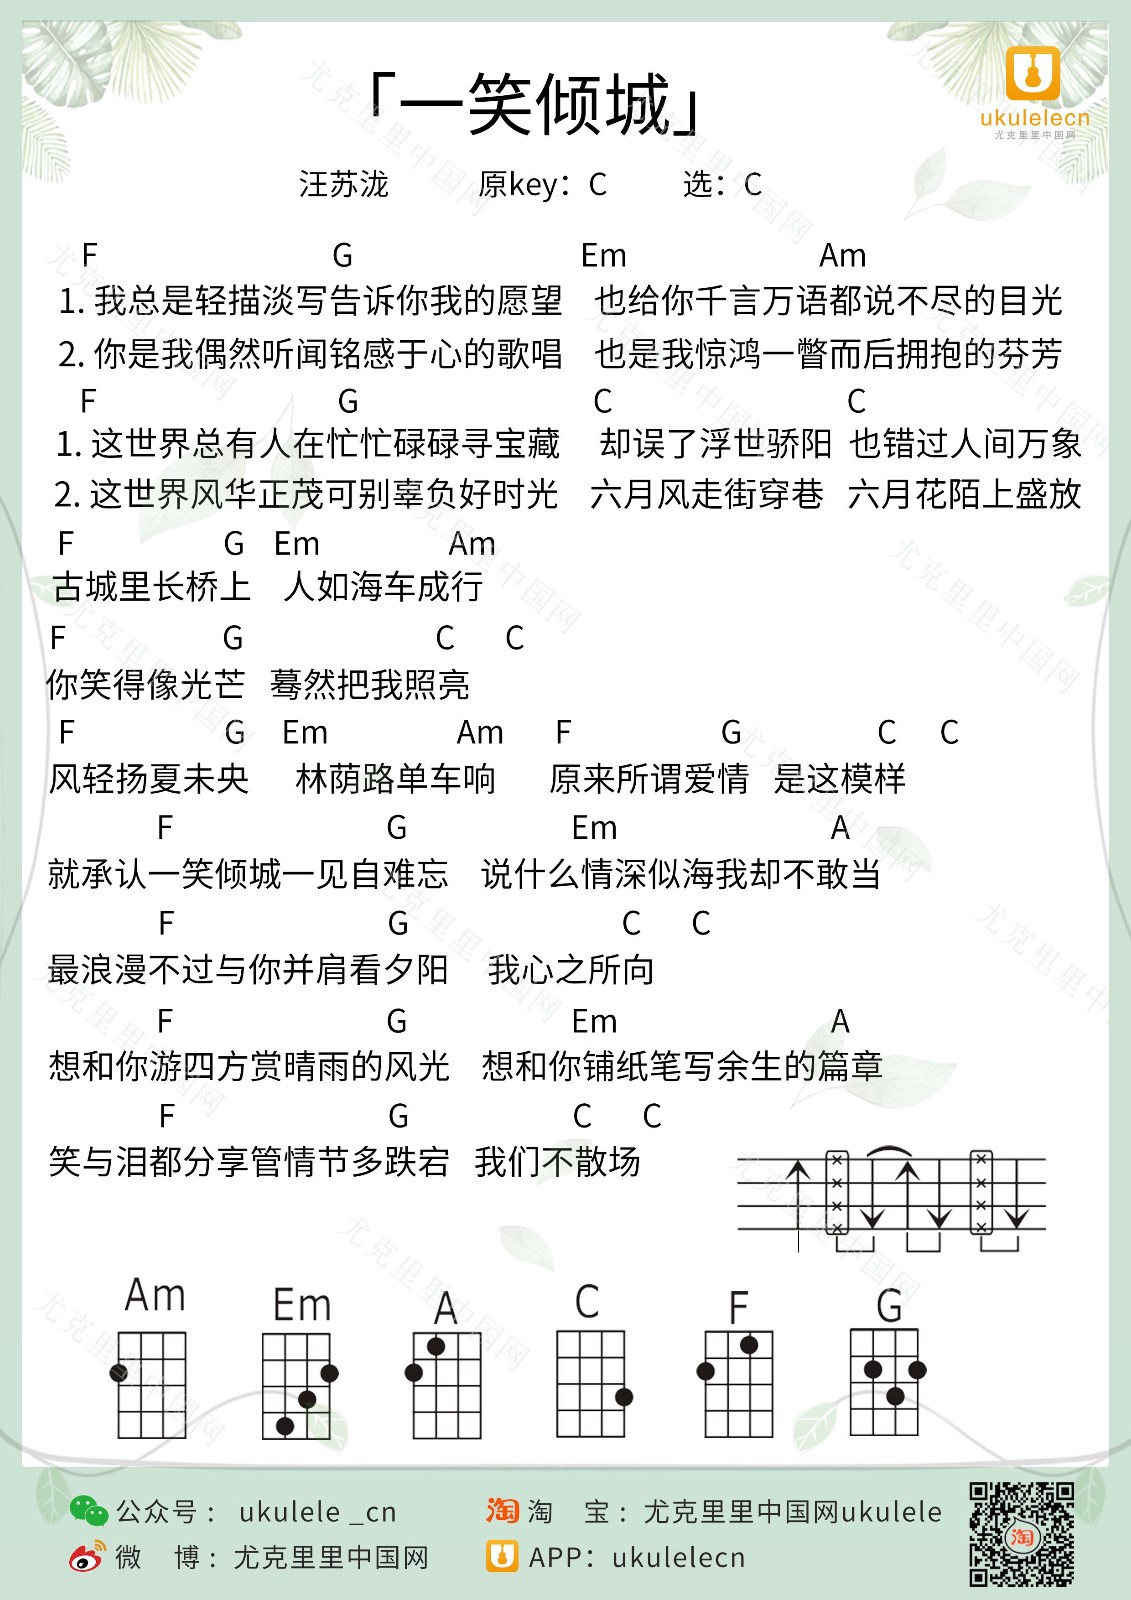 「一笑倾城」
ukulelecn
尤克里里中国网
汪苏泷 原key：C 选：C
F G Em Am
1. 我总是轻描淡写告诉你我的愿望 也给你千言万语都说不尽的目光
2. 你是我偶然听闻铭感于心的歌唱 也是我惊鸿一瞥而后拥抱的芬芳
F G C C
1. 这世界总有人在忙忙碌碌寻宝藏 却误了浮世骄阳 也错过人间万象
2. 这世界风华正茂可别辜负好时光 六月风走街穿巷 六月花陌上盛放
F G Em Am
古城里长桥上 人如海车成行
F G C C
你笑得像光芒 蓦然把我照亮
F G Em Am F G C C
风轻扬夏未央 林荫路单车响 原来所谓爱情 是这模样
F G Em A
就承认一笑倾城一见自难忘 说什么情深似海我却不敢当
F G C C
最浪漫不过与你并肩看夕阳 我心之所向
F G Em A
想和你游四方赏晴雨的风光 想和你铺纸笔写余生的篇章
F G C C
笑与泪都分享管情节多跌宕 我们不散场
Am Em A C F G
公众号： ukulele _cn 淘 淘 宝：尤克里里中国网ukulele
微 博：尤克里里中国网 APP：ukulelecn
淘